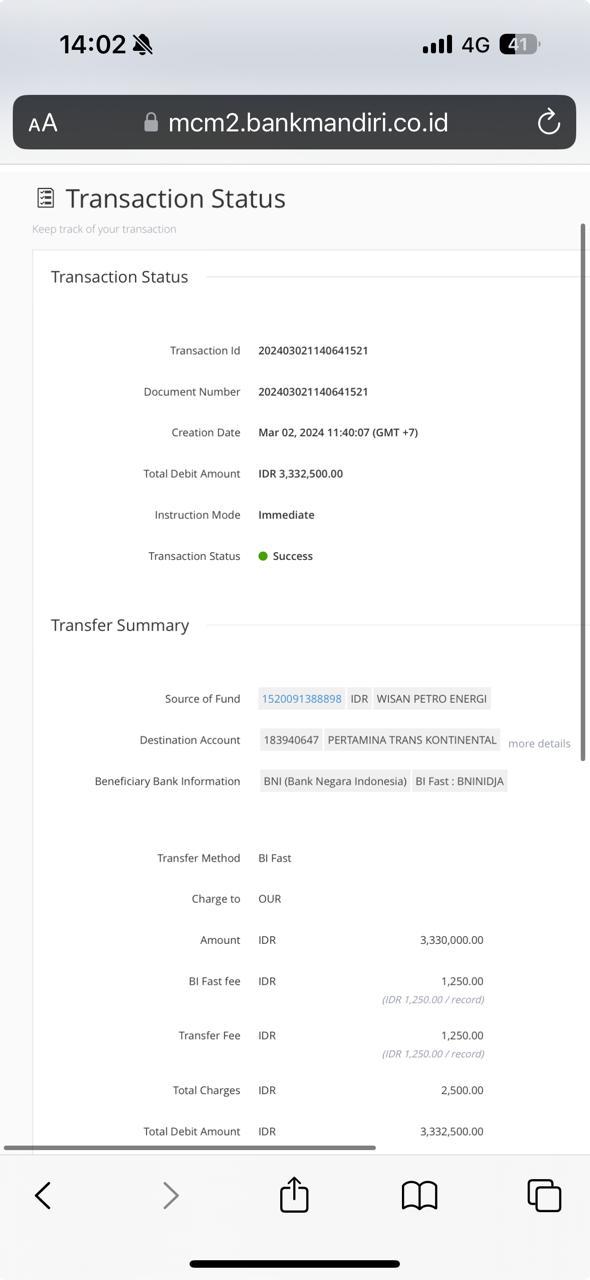 14:02
4G
41
AA
mcm2.bankmandiri.co.id
Transaction Status
Keep track of your transaction
Transaction Status
Transaction Id 202403021140641521
Document Number 202403021140641521
Creation Date Mar 02, 2024 11:40:07 (GMT +7)
Total Debit Amount IDR 3,332,500.00
Instruction Mode Immediate
Transaction Status Success
Transfer Summary
Source of Fund 1520091388898 IDR WISAN PETRO ENERGI
Destination Account 183940647 PERTAMINA TRANS KONTINENTAL more details
Beneficiary Bank Information BNI (Bank Negara Indonesia) BI Fast : BNINIDJA
Transfer Method BI Fast
Charge to OUR
Amount IDR 3,330,000.00
BI Fast fee IDR 1,250.00
(IDR 1,250.00 / record)
Transfer Fee IDR 1,250.00
(IDR 1,250.00 / record)
Total Charges IDR 2,500.00
Total Debit Amount IDR 3,332,500.00